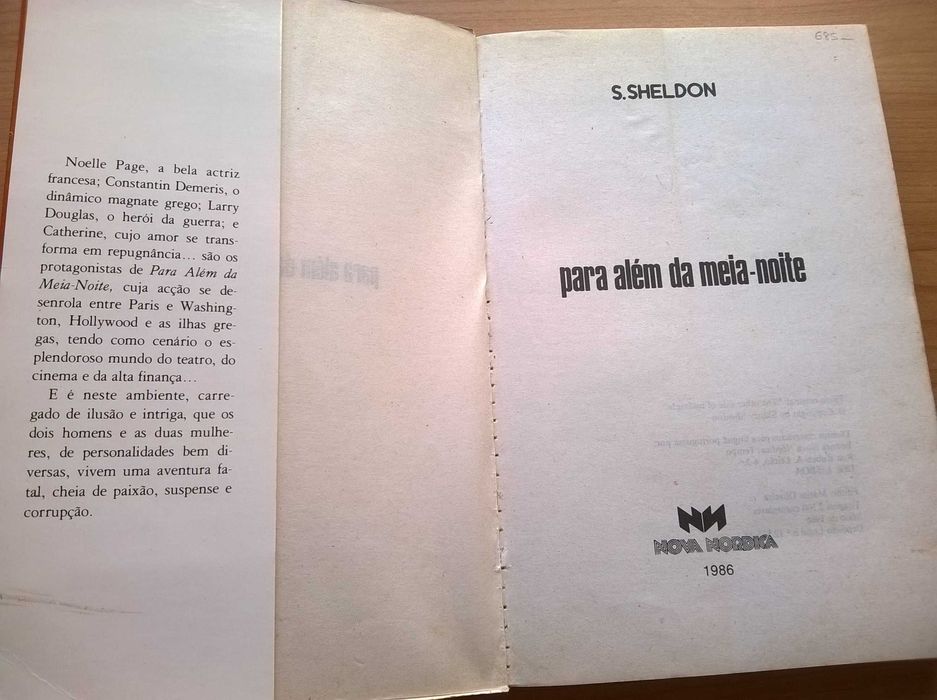 Noelle Page, a bela actriz
francesa; Constantin Demeris, o
dinâmico magnate grego; Larry
Douglas, o herói da guerra; e
Catherine, cujo amor se trans-
forma em repugnância... são os
protagonistas de Para Além da
Meia-Noite, cuja acção se de-
senrola entre Paris e Washing-
ton, Hollywood e as ilhas gre-
gas, tendo como cenário o es-
plendoroso mundo do teatro, do
cinema e da alta finança...
E é neste ambiente, carre-
gado de ilusão e intriga, que os
dois homens e as duas mulhe-
res, de personalidades bem di-
versas, vivem uma aventura fa-
tal, cheia de paixão, suspense e
corrupção.
685—
S. SHELDON
para além da meia-noite
NN
NOVA NORDICA
1986